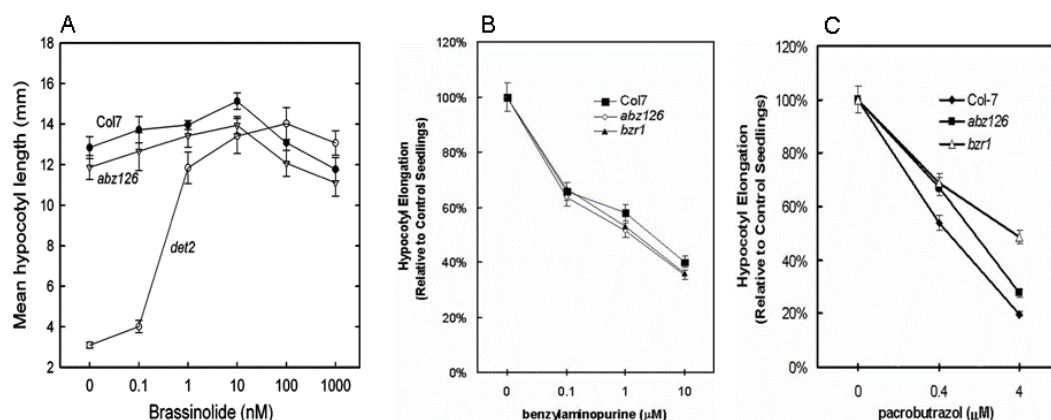 A
Mean hypocotyl length (mm)
18
16
14
12
10
8
6
4
2
Col7
abz126
det2
0 0.1 1 10 100 1000
Brassinolide (nM)
B
Hypocotyl Elongation
(Relative to Control Seedlings)
120%
100%
80%
60%
40%
20%
0%
Col7
abz126
bzr1
0 0.1 1 10
benzylaminopurine (µM)
C
Hypocotyl Elongation
(Relative to Control Seedlings)
120%
100%
80%
60%
40%
20%
0%
Col-7
abz126
bzr1
0 0.4 4
pacrobutrazol (µM)